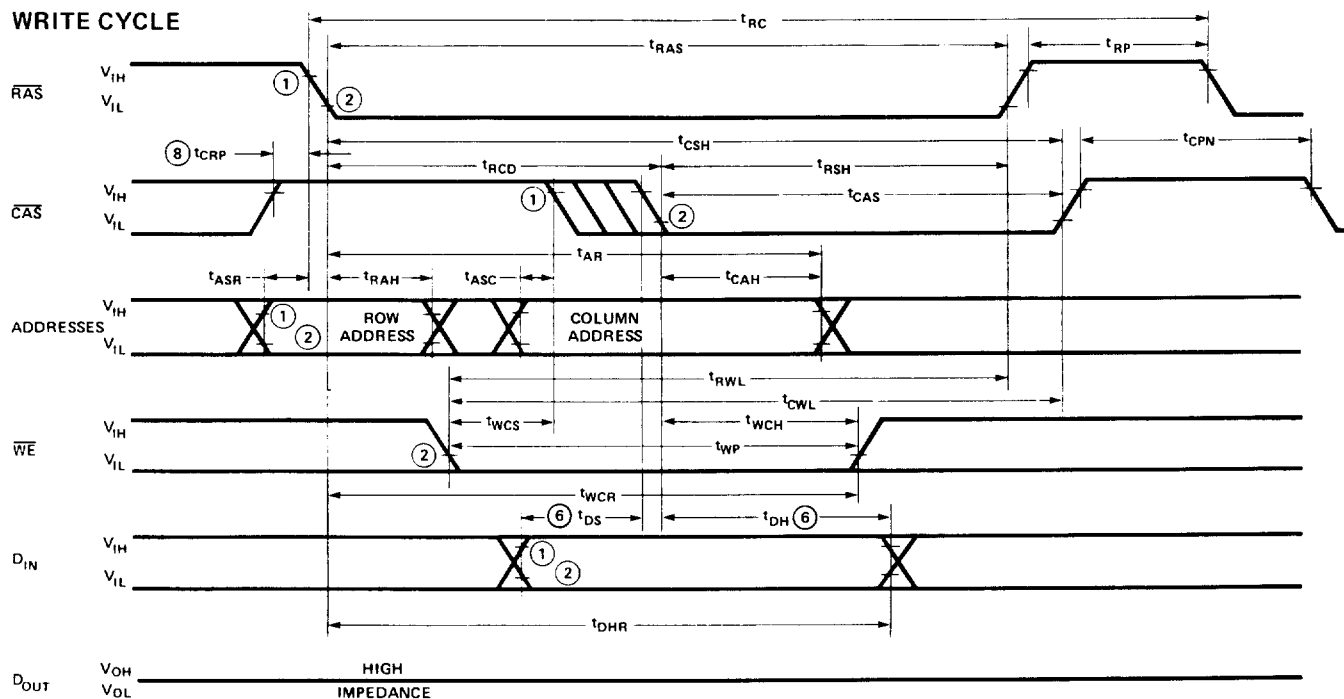 WRITE CYCLE
tRC
tRAS
tRP
RAS
VIH
VIL
1
2
8 tCRP
tCSH
tCPN
tRCD
tRSH
CAS
VIH
VIL
1
2
tCAS
tAR
tASR
tRAH
tASC
tCAH
ADDRESSES
VIH
VIL
1
2
ROW
ADDRESS
COLUMN
ADDRESS
tRWL
tCWL
WE
VIH
VIL
2
tWCS
tWCH
tWP
tWCR
6 tDS
tDH 6
DIN
VIH
VIL
1
2
tDHR
DOUT
VOH
VOL
HIGH
IMPEDANCE